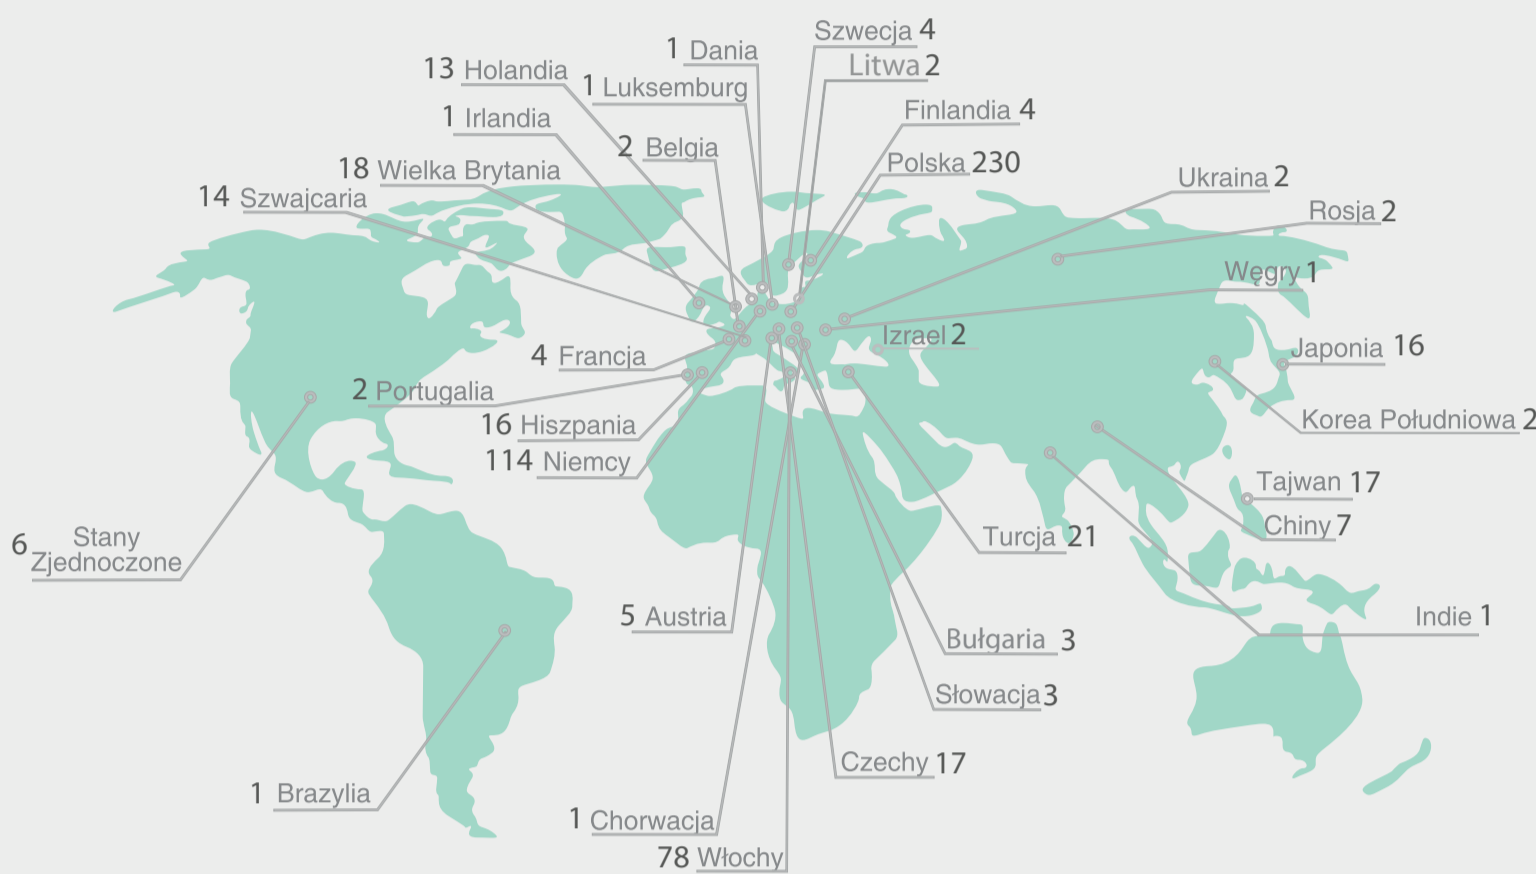 Szwecja 4
1 Dania
Litwa 2
13 Holandia
1 Luksemburg
Finlandia 4
1 Irlandia
2 Belgia
Polska 230
18 Wielka Brytania
Ukraina 2
14 Szwajcaria
Rosja 2
Węgry 1
Izrael 2
Japonia 16
4 Francja
2 Portugalia
16 Hiszpania
Korea Południowa 2
114 Niemcy
Tajwan 17
Chiny 7
Turcja 21
6 Stany
Zjednoczone
5 Austria
Indie 1
Bułgaria 3
Słowacja 3
Czechy 17
1 Brazylia
1 Chorwacja
78 Włochy